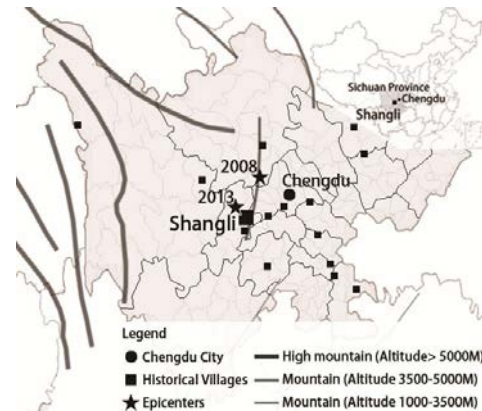 Sichuan Province
Chengdu
Shangli
2008
Chengdu
2013
Shangli
Legend
Chengdu City
High mountain (Altitude> 5000M)
Historical Villages
Mountain (Altitude 3500-5000M)
Epicenters
Mountain (Altitude 1000-3500M)